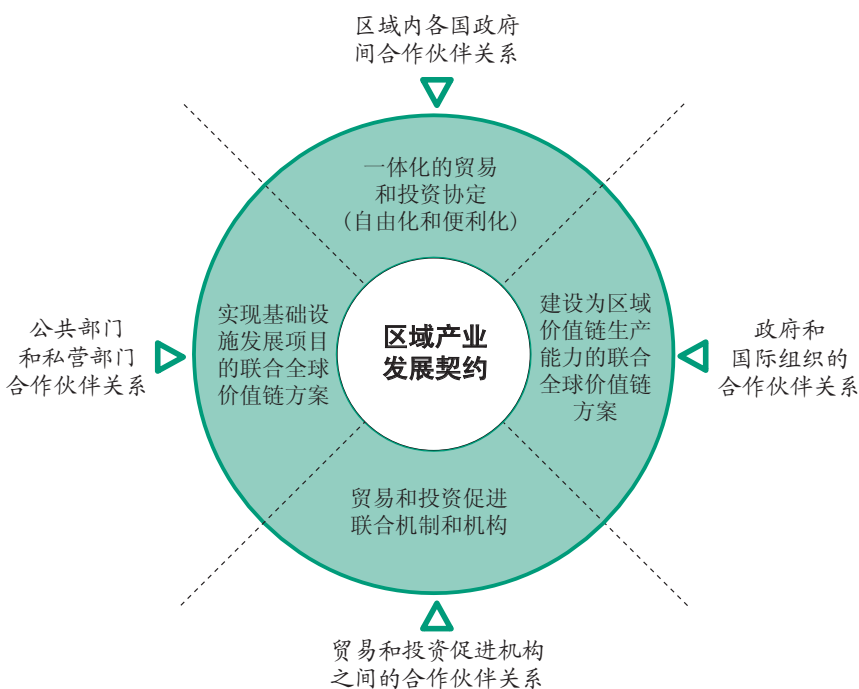 区域内各国政府
间合作伙伴关系
一体化的贸易
和投资协定
(自由化和便利化)
公共部门
和私营部门
合作伙伴关系
实现基础设
施发展项目
的联合全球
价值链方案
区域产业
发展契约
建设为区域
价值链生产
能力的联合
全球价值链
方案
政府和
国际组织的
合作伙伴关系
贸易和投资促进
联合机制和机构
贸易和投资促进机构
之间的合作伙伴关系